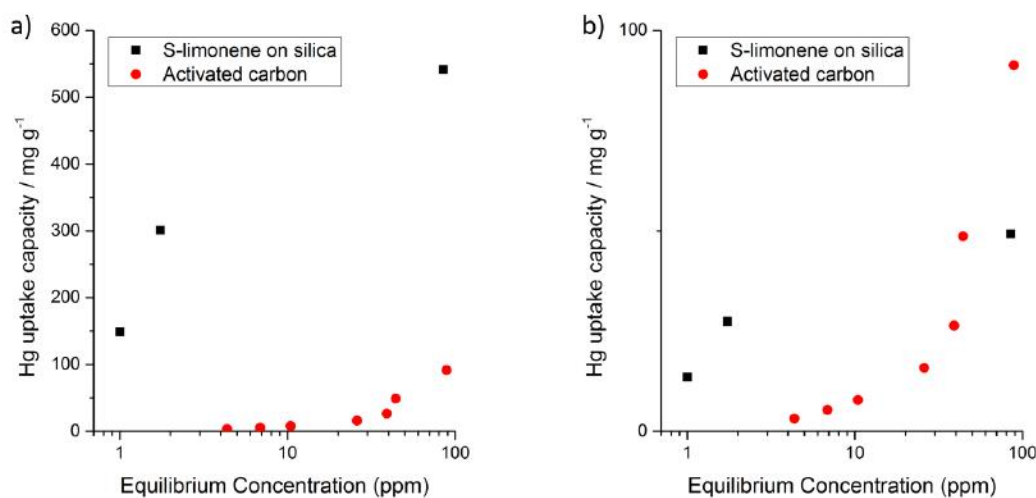 a)
S-limonene on silica
Activated carbon
Hg uptake capacity / mg g⁻¹
600
500
400
300
200
100
0
1
10
100
Equilibrium Concentration (ppm)
b)
S-limonene on silica
Activated carbon
Hg uptake capacity / mg g⁻¹
100
0
1
10
100
Equilibrium Concentration (ppm)